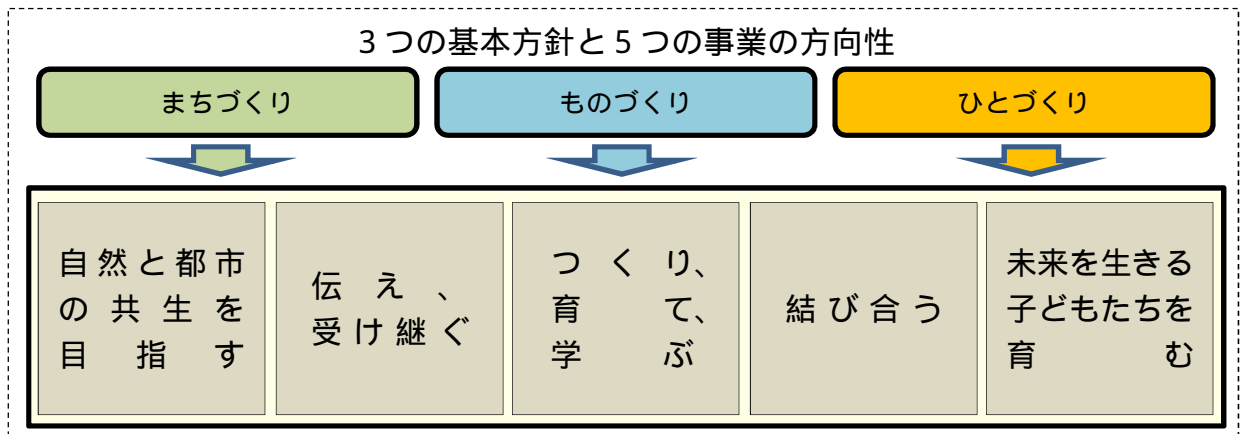 3つの基本方針と5つの事業の方向性
まちづくり
ものづくり
ひとづくり
自然と都市
の共生を
目指す
伝え、
受け継ぐ
つくり、
育て、
学ぶ
結び合う
未来を生きる
子どもたちを
育む